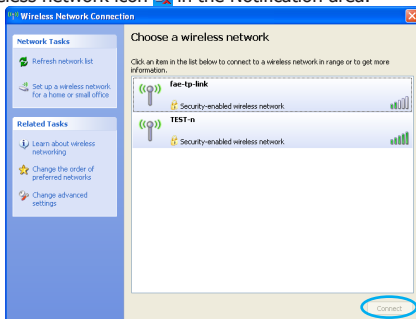 eless network icon in the Notification area.
Wireless Network Connection
Network Tasks
Refresh network list
Set up a wireless network
for a home or small office
Related Tasks
Learn about wireless
networking
Change the order of
preferred networks
Change advanced
settings
Choose a wireless network
Click an item in the list below to connect to a wireless network in range or to get more
information.
fae-tp-link
Security-enabled wireless network
TEST-n
Security-enabled wireless network
Connect